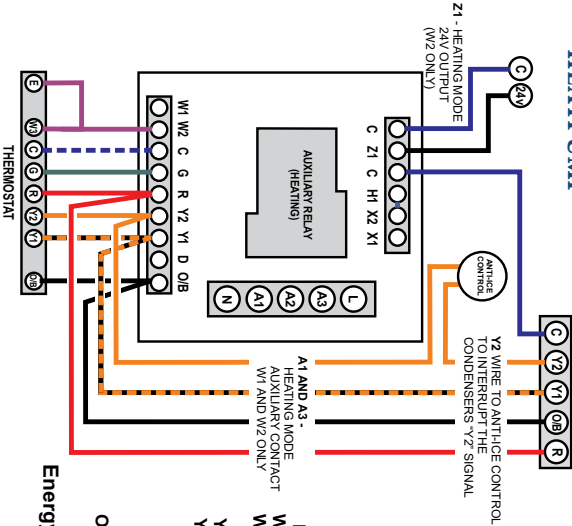 Z1 - HEATING MODE
24V OUTPUT
(W2 ONLY)
C
24v
C
Z1
C
H1
X2
X1
AUXILIARY RELAY
(HEATING)
W1
W2
C
G
R
Y2
Y1
D
O/B
N
A1
A2
A3
L
E
W3
C
G
R
Y2
Y1
O/B
THERMOSTAT
ANTI-ICE
CONTROL
C
Y2
Y1
O/B
R
Y2 WIRE TO ANTI-ICE CONTROL
TO INTERRUPT THE
CONDENSERS "Y2" SIGNAL
A1 AND A3 -
HEATING MODE
AUXILIARY CONTACT
W1 AND W2 ONLY
W
W
Y
Y
O
Energy